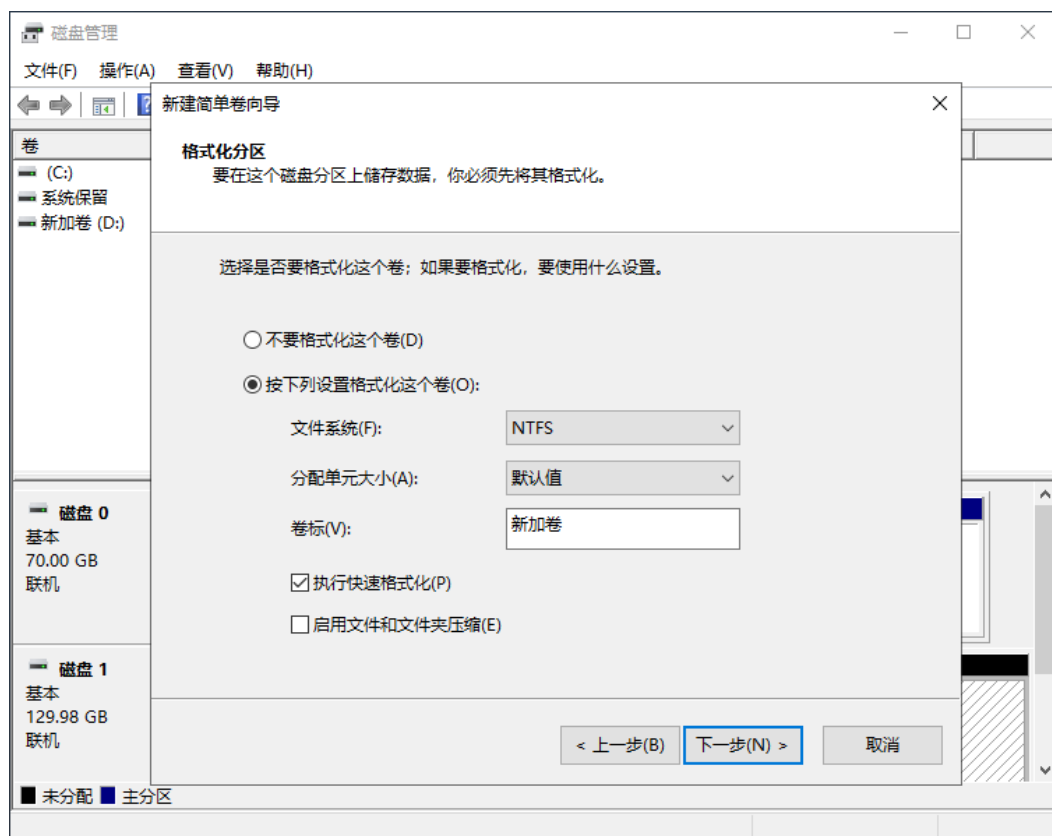 磁盘管理
文件(F) 操作(A) 查看(V) 帮助(H)
新建简单卷向导
卷
(C:)
系统保留
新加卷 (D:)
格式化分区
要在这个磁盘分区上储存数据，你必须先将其格式化。
选择是否要格式化这个卷；如果要格式化，要使用什么设置。
不要格式化这个卷(D)
按下列设置格式化这个卷(O):
文件系统(F): NTFS
分配单元大小(A): 默认值
卷标(V): 新加卷
执行快速格式化(P)
启用文件和文件夹压缩(E)
磁盘 0
基本
70.00 GB
联机
磁盘 1
基本
129.98 GB
联机
< 上一步(B) 下一步(N) > 取消
未分配 主分区